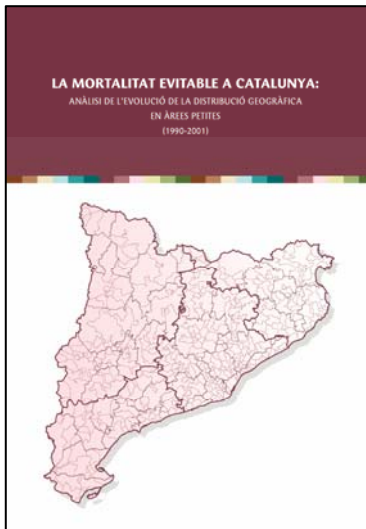 LA MORTALITAT EVITABLE A CATALUNYA:
ANÀLISI DE L'EVOLUCIÓ DE LA DISTRIBUCIÓ GEOGRÀFICA
EN ÀREES PETITES
(1990-2001)